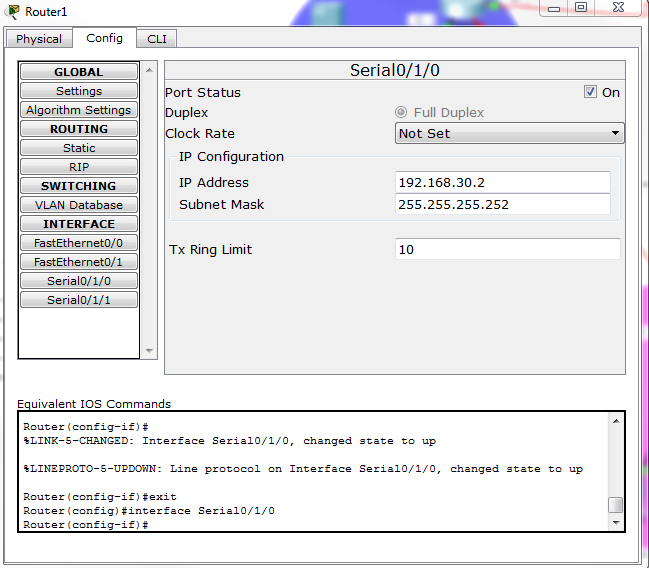 Router1
Physical Config CLI
GLOBAL
Settings
Algorithm Settings
ROUTING
Static
RIP
SWITCHING
VLAN Database
INTERFACE
FastEthernet0/0
FastEthernet0/1
Serial0/1/0
Serial0/1/1
Serial0/1/0
Port Status On
Duplex Full Duplex
Clock Rate Not Set
IP Configuration
IP Address 192.168.30.2
Subnet Mask 255.255.255.252
Tx Ring Limit 10
Equivalent IOS Commands
Router(config-if)#
%LINK-5-CHANGED: Interface Serial0/1/0, changed state to up
%LINEPROTO-5-UPDOWN: Line protocol on Interface Serial0/1/0, changed state to up
Router(config-if)#exit
Router(config)#interface Serial0/1/0
Router(config-if)#